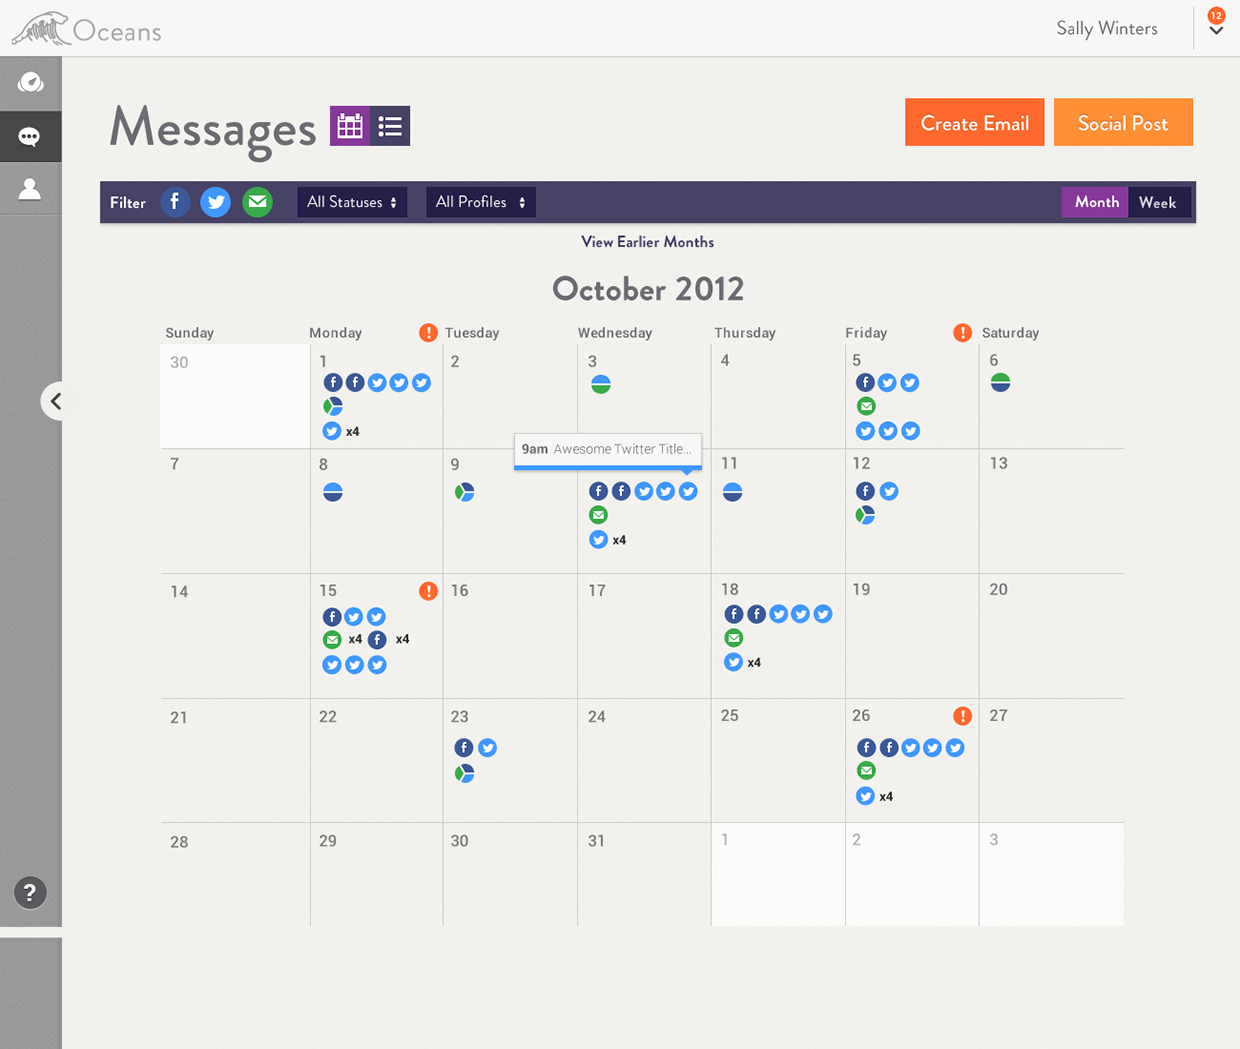 Oceans
Sally Winters
12
Messages
Create Email
Social Post
Filter
All Statuses
All Profiles
Month
Week
View Earlier Months
October 2012
Sunday Monday ! Tuesday Wednesday Thursday Friday ! Saturday
30 1 2 3 4 5 6
x4
9am Awesome Twitter Title...
7 8 9 11 12 13
x4
14 15 ! 16 17 18 19 20
x4 x4
x4
21 22 23 24 25 26 ! 27
x4
28 29 30 31 1 2 3
?